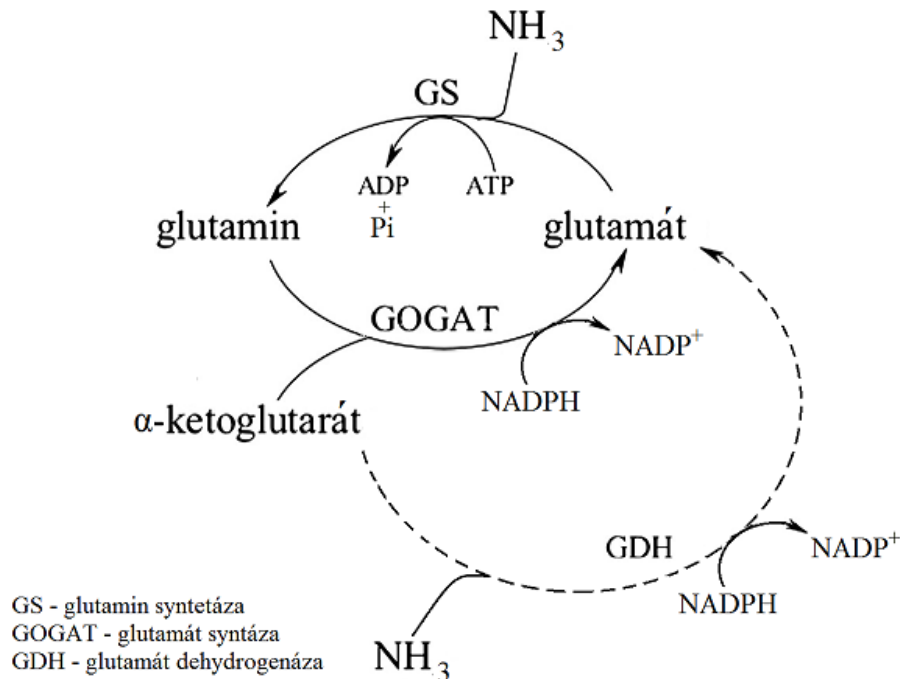 NH₃
GS
ADP
+
Pi
ATP
glutamin
glutamát
GOGAT
NADP⁺
NADPH
α-ketoglutarát
GDH
NADP⁺
NADPH
NH₃
GS - glutamin syntetáza
GOGAT - glutamát syntáza
GDH - glutamát dehydrogenáza